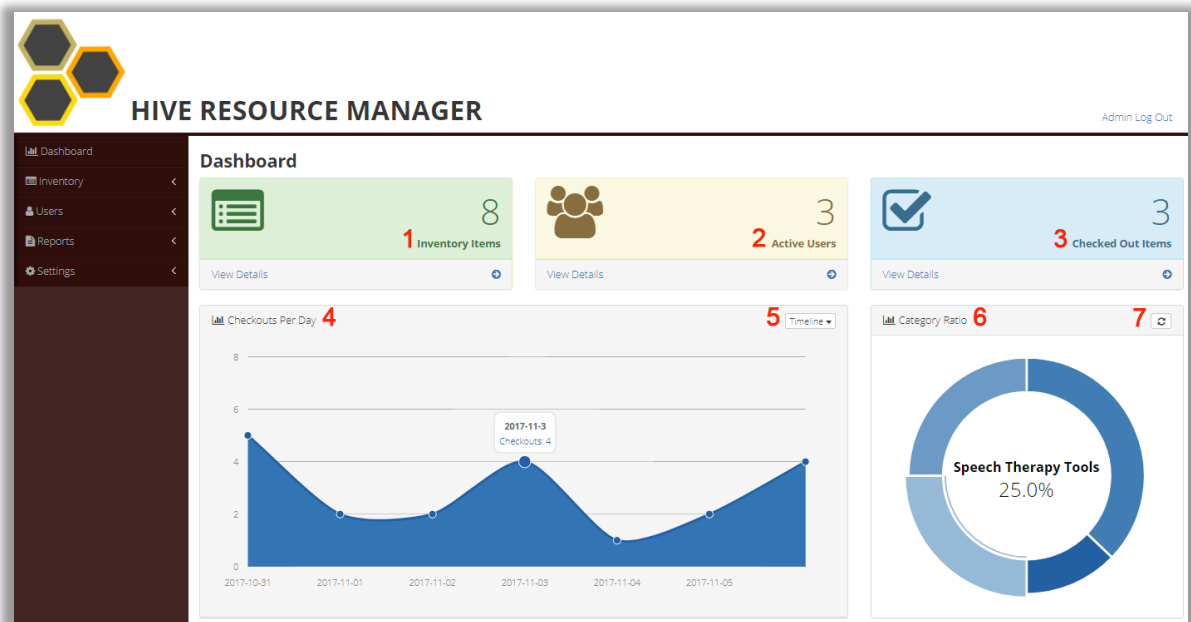 HIVE RESOURCE MANAGER
Admin Log Out
Dashboard
Inventory
Users
Reports
Settings
Dashboard
8
1 Inventory Items
View Details
3
2 Active Users
View Details
3
3 Checked Out Items
View Details
4 Checkouts Per Day
5 Timeline
8
6
4
2
0
2017-11-3
Checkouts: 4
2017-10-31 2017-11-01 2017-11-02 2017-11-03 2017-11-04 2017-11-05
Category Ratio 6
7
Speech Therapy Tools
25.0%